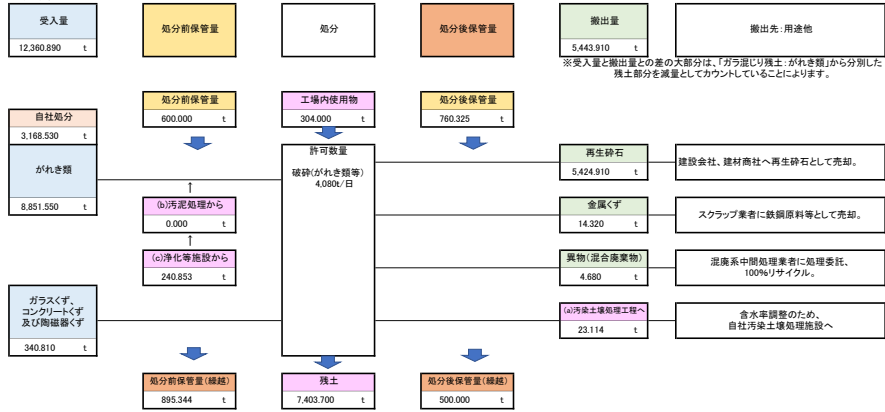 受入量
12,360.890 t
処分前保管量
処分
処分後保管量
搬出量
5,443.910 t
搬出先：用途他
※受入量と搬出量との差の大部分は、「ガラ混じり残土：がれき類」から分別した
残土部分を減量としてカウントしていることによります。
処分前保管量
600.000 t
工場内使用物
304.000 t
処分後保管量
760.325 t
自社処分
3,168.530 t
がれき類
8,851.550 t
許可数量
破砕(がれき類等)
4,080t/日
再生砕石
5,424.910 t
建設会社、建材商社へ再生砕石として売却。
↑
(b)汚泥処理から
0.000 t
↑
(c)浄化等施設から
240.853 t
金属くず
14.320 t
スクラップ業者に鉄鋼原料等として売却。
異物(混合廃棄物)
4.680 t
混廃系中間処理業者に処理委託、
100%リサイクル。
ガラスくず、
コンクリートくず
及び陶磁器くず
340.810 t
(a)汚染土壌処理工程へ
23.114 t
含水率調整のため、
自社汚染土壌処理施設へ
処分前保管量(繰越)
895.344 t
残土
7,403.700 t
処分後保管量(繰越)
500.000 t